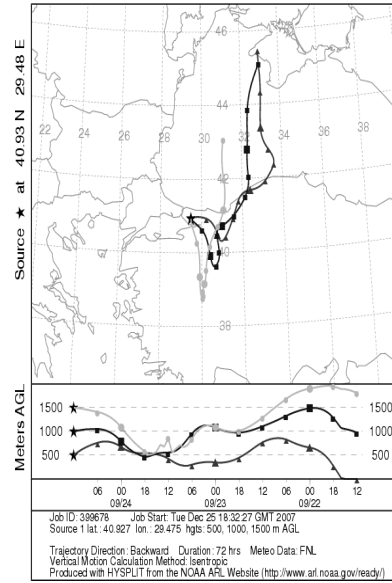 Source ★ at 40.93 N 29.48 E
44
22 24 26 28 30 32 34 36 38
42
40
38
Meters AGL
1500 1500
1000 1000
500 500
06 00 18 12 06 00 18 12 06 00 18 12
09/24 09/23 09/22
Job ID: 399678 Job Start: Tue Dec 25 18:32:27 GMT 2007
Source 1 lat.: 40.927 lon.: 29.475 hgts: 500, 1000, 1500 m AGL
Trajectory Direction: Backward Duration: 72 hrs Meteo Data: FNL
Vertical Motion Calculation Method: Isentropic
Produced with HYSPLIT from the NOAA ARL Website (http://www.arl.noaa.gov/ready/)